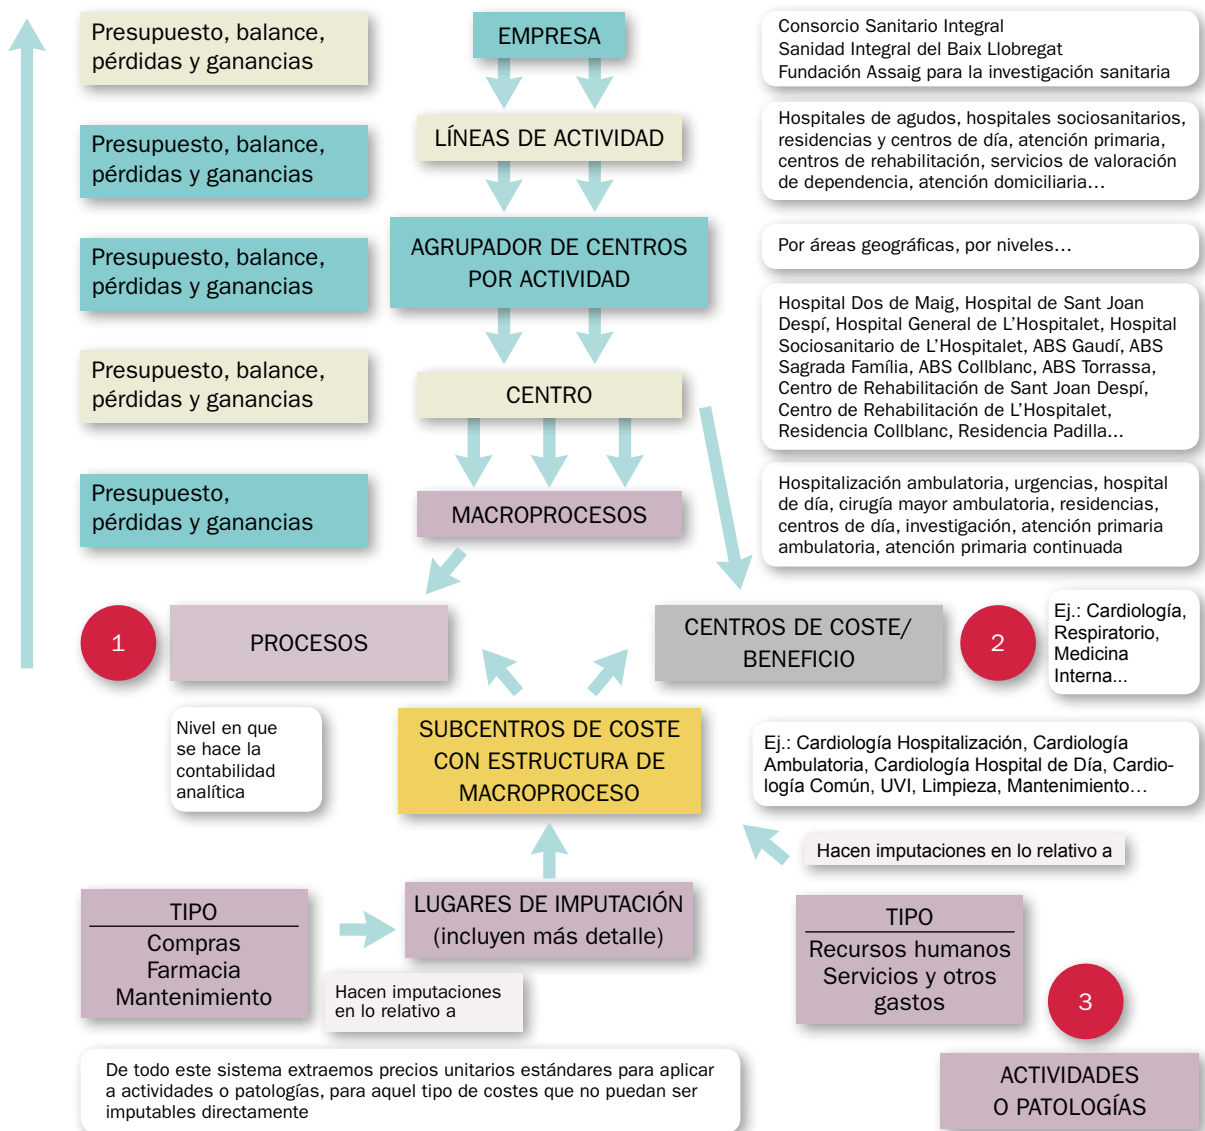 Presupuesto, balance,
pérdidas y ganancias
EMPRESA
Consorcio Sanitario Integral
Sanidad Integral del Baix Llobregat
Fundación Assaig para la investigación sanitaria
Presupuesto, balance,
pérdidas y ganancias
LÍNEAS DE ACTIVIDAD
Hospitales de agudos, hospitales sociosanitarios,
residencias y centros de día, atención primaria,
centros de rehabilitación, servicios de valoración
de dependencia, atención domiciliaria…
Presupuesto, balance,
pérdidas y ganancias
AGRUPADOR DE CENTROS
POR ACTIVIDAD
Por áreas geográficas, por niveles…
Presupuesto, balance,
pérdidas y ganancias
CENTRO
Hospital Dos de Maig, Hospital de Sant Joan
Despí, Hospital General de L’Hospitalet, Hospital
Sociosanitario de L’Hospitalet, ABS Gaudí, ABS
Sagrada Família, ABS Collblanc, ABS Torrassa,
Centro de Rehabilitación de Sant Joan Despí,
Centro de Rehabilitación de L’Hospitalet,
Residencia Collblanc, Residencia Padilla...
Presupuesto,
pérdidas y ganancias
MACROPROCESOS
Hospitalización ambulatoria, urgencias, hospital
de día, cirugía mayor ambulatoria, residencias,
centros de día, investigación, atención primaria
ambulatoria, atención primaria continuada
1
PROCESOS
CENTROS DE COSTE/
BENEFICIO
2
Ej.: Cardiología,
Respiratorio,
Medicina
Interna...
Nivel en que
se hace la
contabilidad
analítica
SUBCENTROS DE COSTE
CON ESTRUCTURA DE
MACROPROCESO
Ej.: Cardiología Hospitalización, Cardiología
Ambulatoria, Cardiología Hospital de Día, Cardio-
logía Común, UVI, Limpieza, Mantenimiento…
Hacen imputaciones en lo relativo a
TIPO
Compras
Farmacia
Mantenimiento
LUGARES DE IMPUTACIÓN
(incluyen más detalle)
Hacen imputaciones
en lo relativo a
TIPO
Recursos humanos
Servicios y otros
gastos
3
De todo este sistema extraemos precios unitarios estándares para aplicar
a actividades o patologías, para aquel tipo de costes que no puedan ser
imputables directamente
ACTIVIDADES
O PATOLOGÍAS